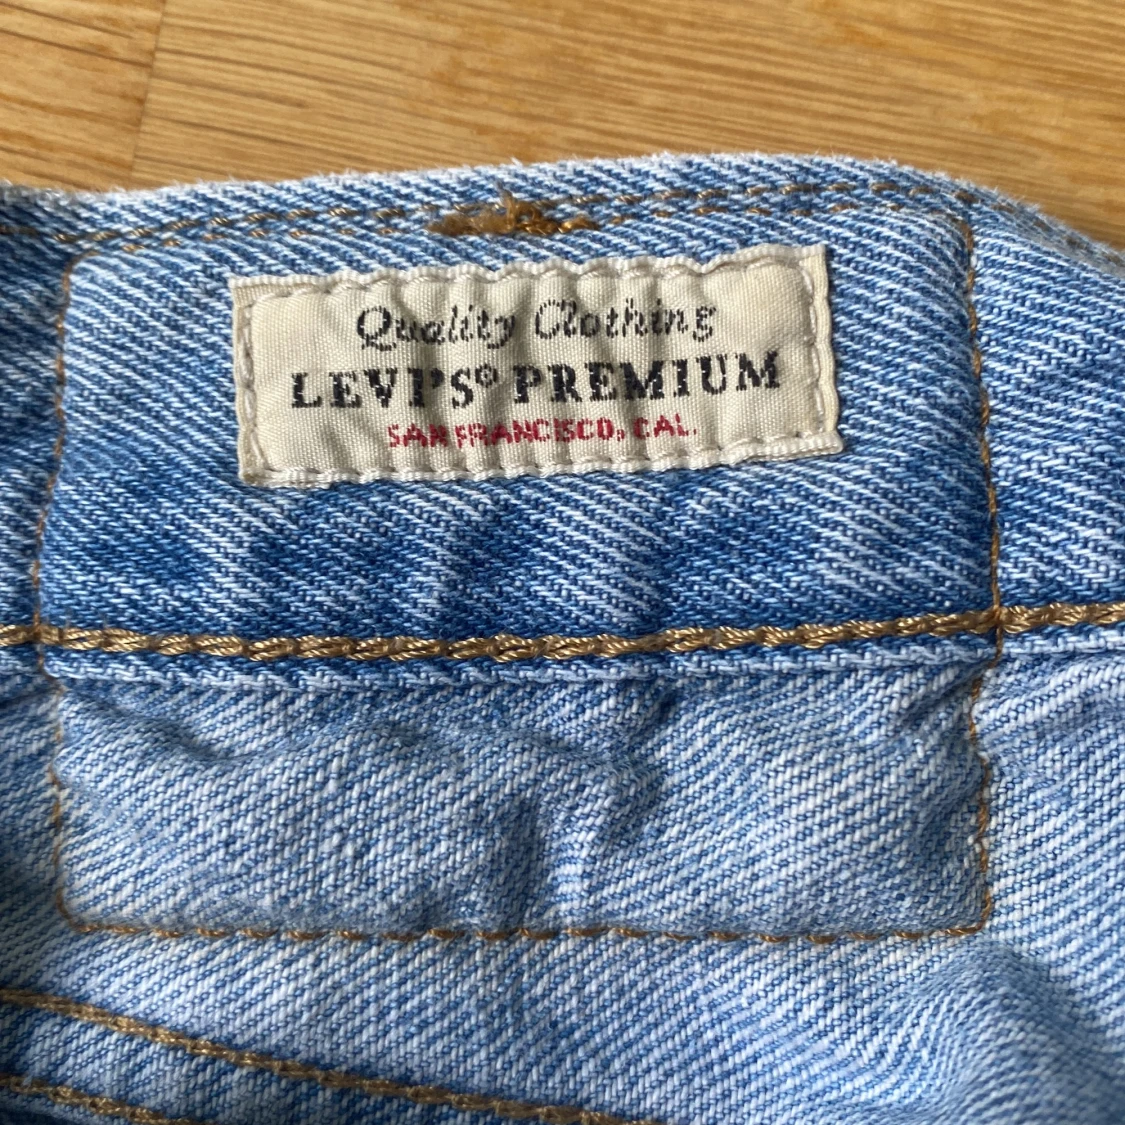 Quality Clothing
LEVI'S® PREMIUM
SAN FRANCISCO, CAL.